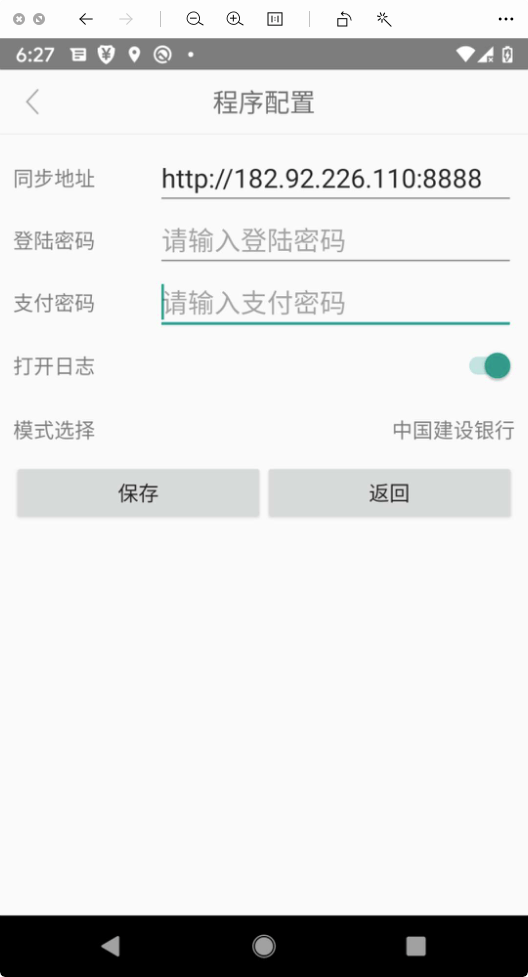 6:27
程序配置
同步地址 http://182.92.226.110:8888
登陆密码 请输入登陆密码
支付密码 请输入支付密码
打开日志
模式选择 中国建设银行
保存 返回